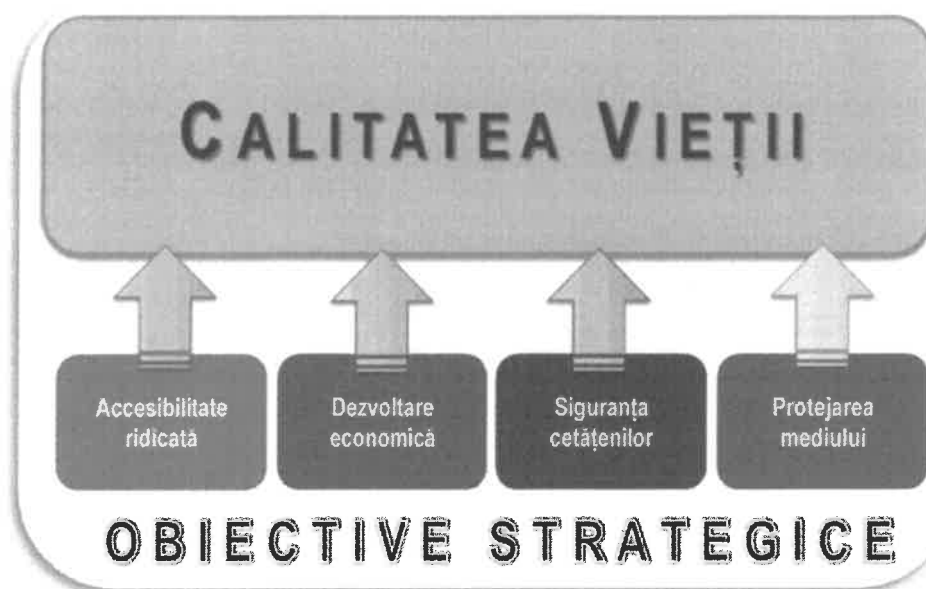 CALITATEA VIEȚII
Accesibilitate
ridicată
Dezvoltare
economică
Siguranța
cetățenilor
Protejarea
mediului
OBIECTIVE STRATEGICE